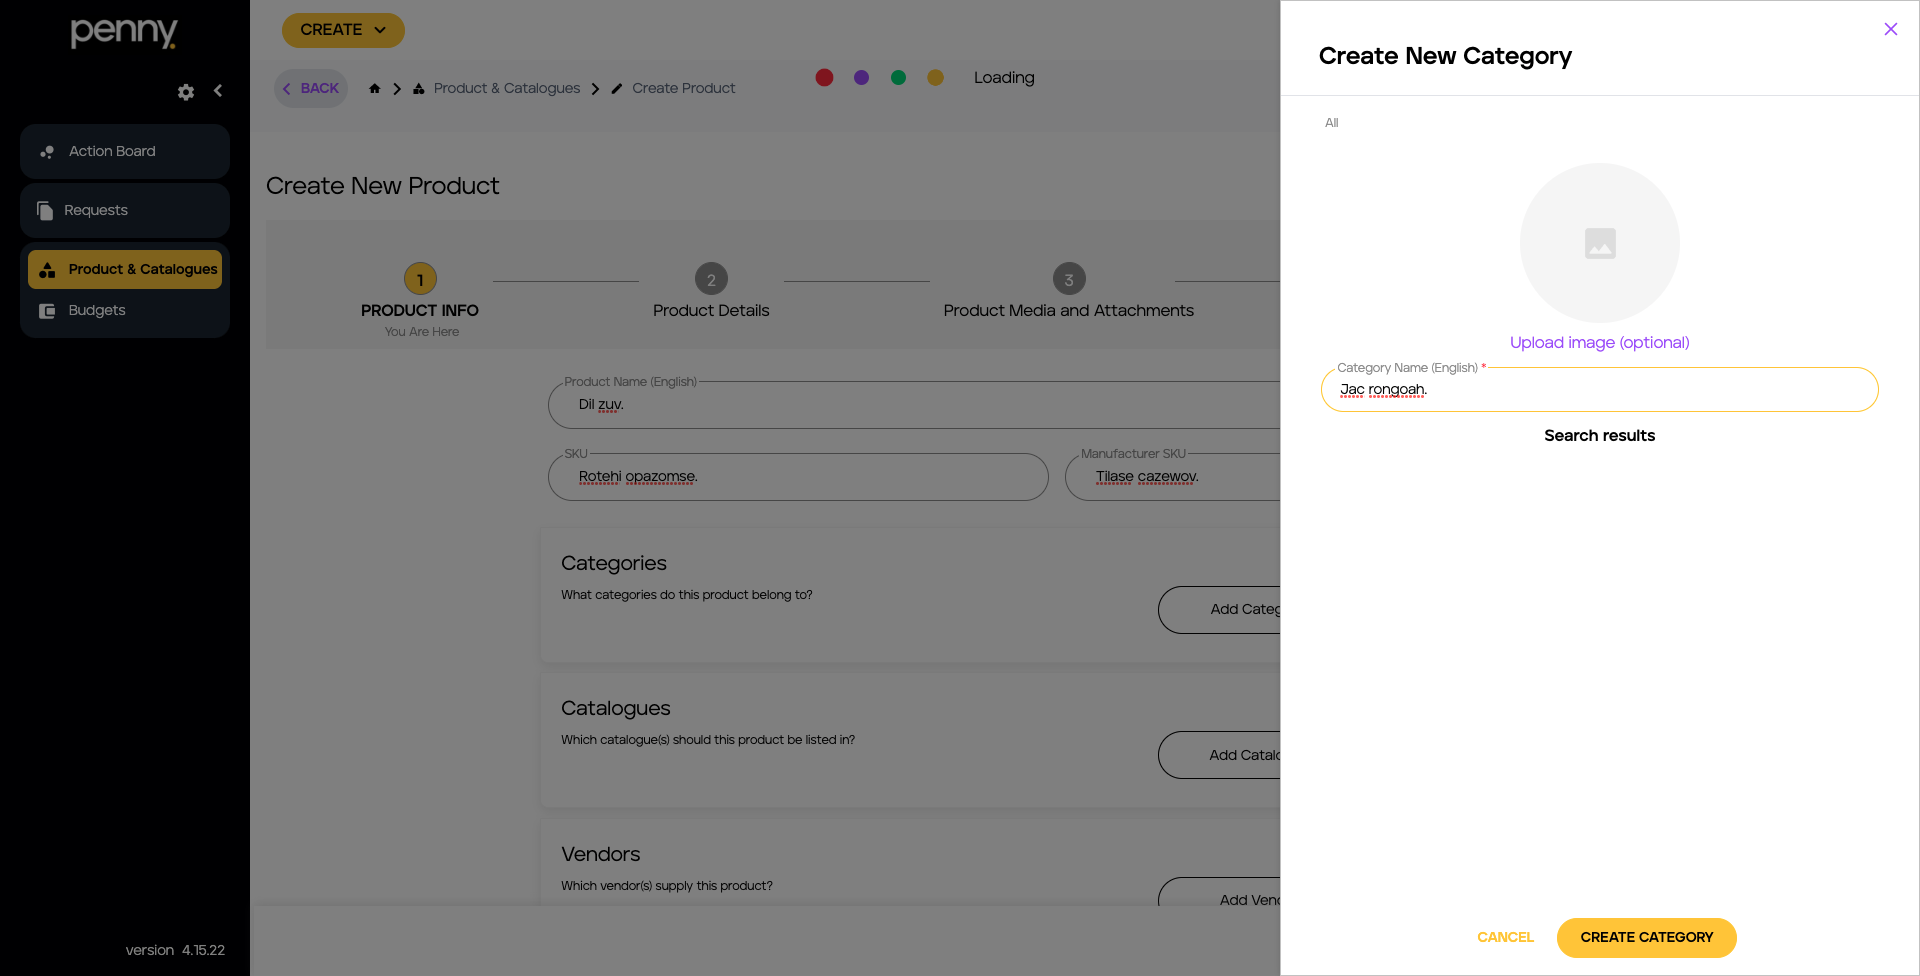 penny.
Action Board
Requests
Product & Catalogues
Budgets
version 4.15.22
CREATE
BACK
Product & Catalogues
Create Product
Loading
Create New Product
1
PRODUCT INFO
You Are Here
2
Product Details
3
Product Media and Attachments
Product Name (English)
Dil zuv.
SKU
Rotehi opazomse.
Manufacturer SKU
Tilase cazewov.
Categories
What categories do this product belong to?
Add Categ
Catalogues
Which catalogue(s) should this product be listed in?
Add Catalo
Vendors
Which vendor(s) supply this product?
Add Vend
Create New Category
All
Upload image (optional)
Category Name (English) *
Jac rongoah.
Search results
CANCEL
CREATE CATEGORY